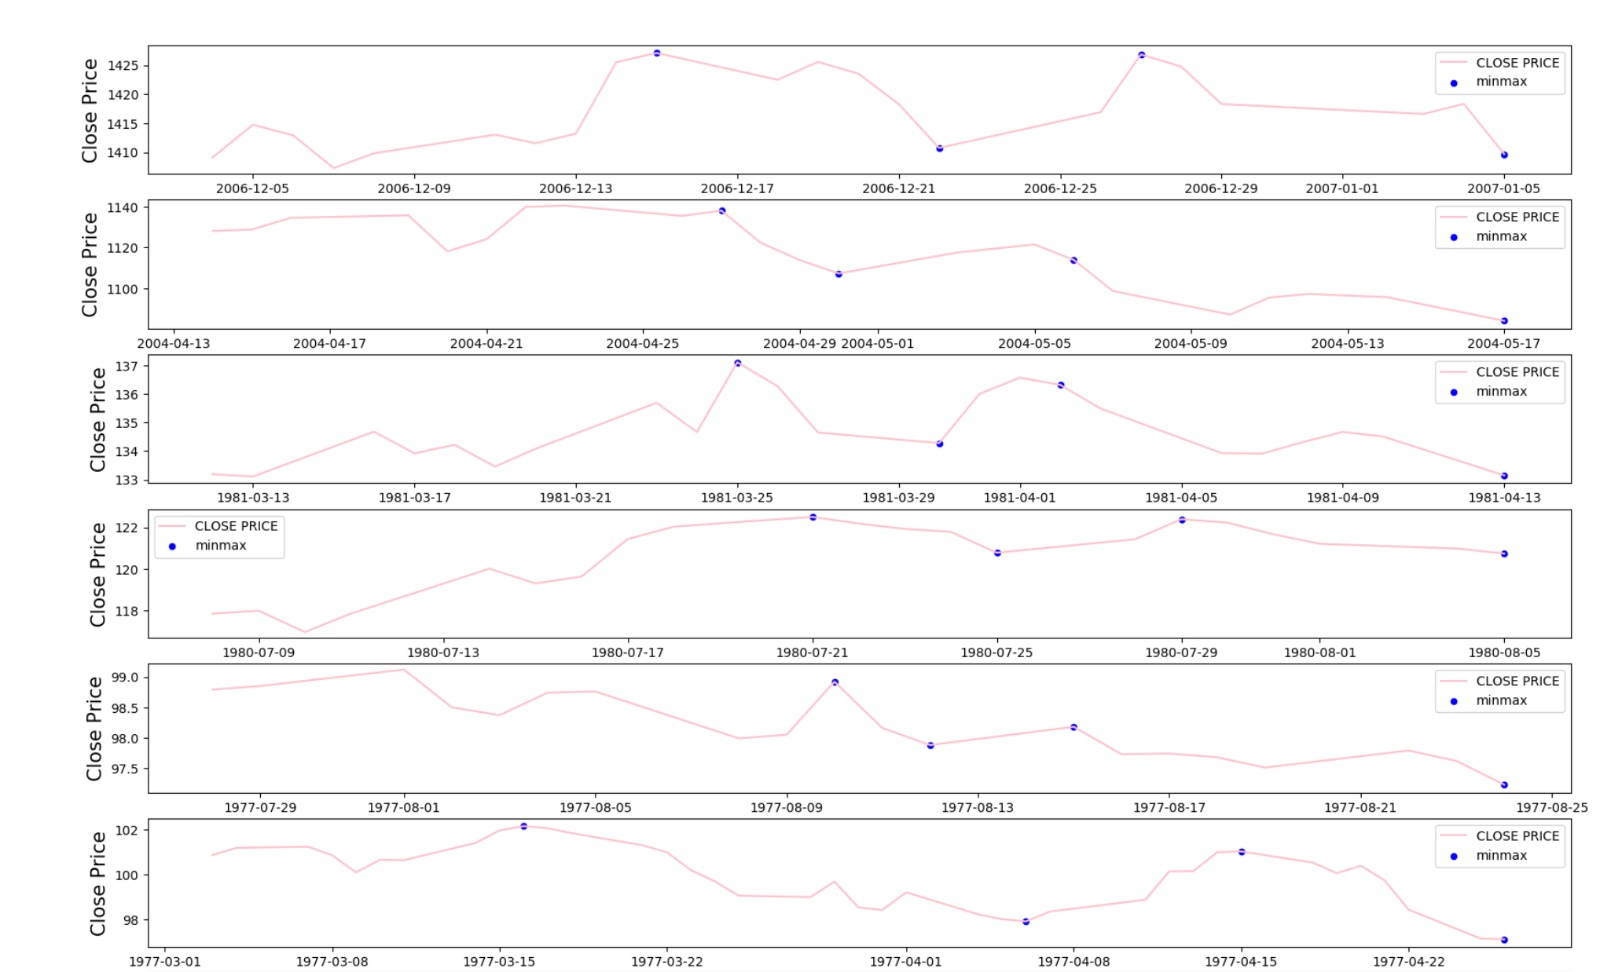 Close Price
1425
1420
1415
1410
CLOSE PRICE
minmax
2006-12-05 2006-12-09 2006-12-13 2006-12-17 2006-12-21 2006-12-25 2006-12-29 2007-01-01 2007-01-05
Close Price
1140
1120
1100
CLOSE PRICE
minmax
2004-04-13 2004-04-17 2004-04-21 2004-04-25 2004-04-29 2004-05-01 2004-05-05 2004-05-09 2004-05-13 2004-05-17
Close Price
137
136
135
134
133
CLOSE PRICE
minmax
1981-03-13 1981-03-17 1981-03-21 1981-03-25 1981-03-29 1981-04-01 1981-04-05 1981-04-09 1981-04-13
Close Price
122
120
118
CLOSE PRICE
minmax
1980-07-09 1980-07-13 1980-07-17 1980-07-21 1980-07-25 1980-07-29 1980-08-01 1980-08-05
Close Price
99.0
98.5
98.0
97.5
CLOSE PRICE
minmax
1977-07-29 1977-08-01 1977-08-05 1977-08-09 1977-08-13 1977-08-17 1977-08-21 1977-08-25
Close Price
102
100
98
CLOSE PRICE
minmax
1977-03-01 1977-03-08 1977-03-15 1977-03-22 1977-04-01 1977-04-08 1977-04-15 1977-04-22